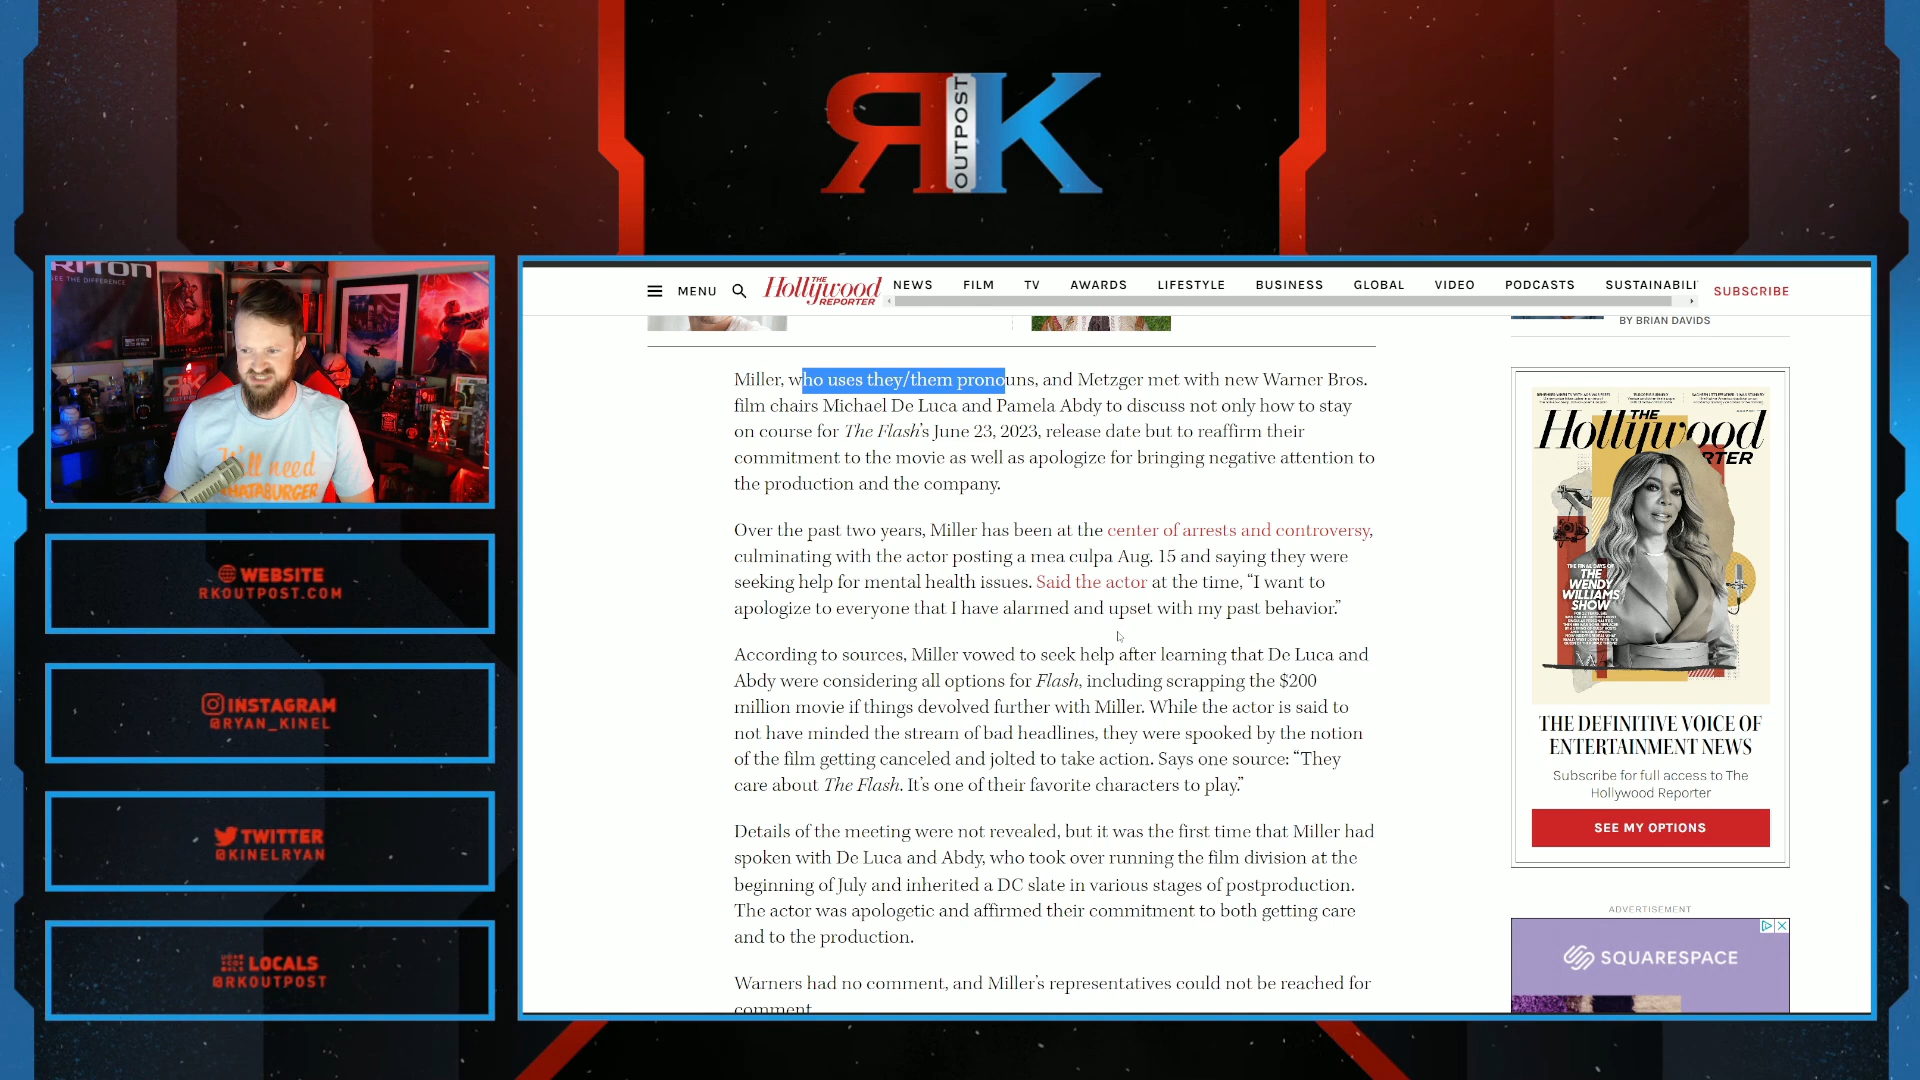 RK
OUTPOST
TRITON
SEE THE DIFFERENCE
I'll need
WHATABURGER
WEBSITE
RKOUTPOST.COM
INSTAGRAM
@RYAN_KINEL
TWITTER
@KINELRYAN
LOCALS
@RKOUTPOST
MENU
THE
Hollywood
REPORTER
NEWS
FILM
TV
AWARDS
LIFESTYLE
BUSINESS
GLOBAL
VIDEO
PODCASTS
SUSTAINABILI
SUBSCRIBE
Miller, who uses they/them pronouns, and Metzger met with new Warner Bros.
film chairs Michael De Luca and Pamela Abdy to discuss not only how to stay
on course for The Flash's June 23, 2023, release date but to reaffirm their
commitment to the movie as well as apologize for bringing negative attention to
the production and the company.
Over the past two years, Miller has been at the center of arrests and controversy,
culminating with the actor posting a mea culpa Aug. 15 and saying they were
seeking help for mental health issues. Said the actor at the time, “I want to
apologize to everyone that I have alarmed and upset with my past behavior.”
According to sources, Miller vowed to seek help after learning that De Luca and
Abdy were considering all options for Flash, including scrapping the $200
million movie if things devolved further with Miller. While the actor is said to
not have minded the stream of bad headlines, they were spooked by the notion
of the film getting canceled and jolted to take action. Says one source: “They
care about The Flash. It's one of their favorite characters to play.”
Details of the meeting were not revealed, but it was the first time that Miller had
spoken with De Luca and Abdy, who took over running the film division at the
beginning of July and inherited a DC slate in various stages of postproduction.
The actor was apologetic and affirmed their commitment to both getting care
and to the production.
Warners had no comment, and Miller's representatives could not be reached for
comment.
BY BRIAN DAVIDS
THE
Hollywood
RTER
THE FINAL DAYS OF
THE
WENDY
WILLIAMS
SHOW
THE DEFINITIVE VOICE OF
ENTERTAINMENT NEWS
Subscribe for full access to The
Hollywood Reporter
SEE MY OPTIONS
ADVERTISEMENT
SQUARESPACE